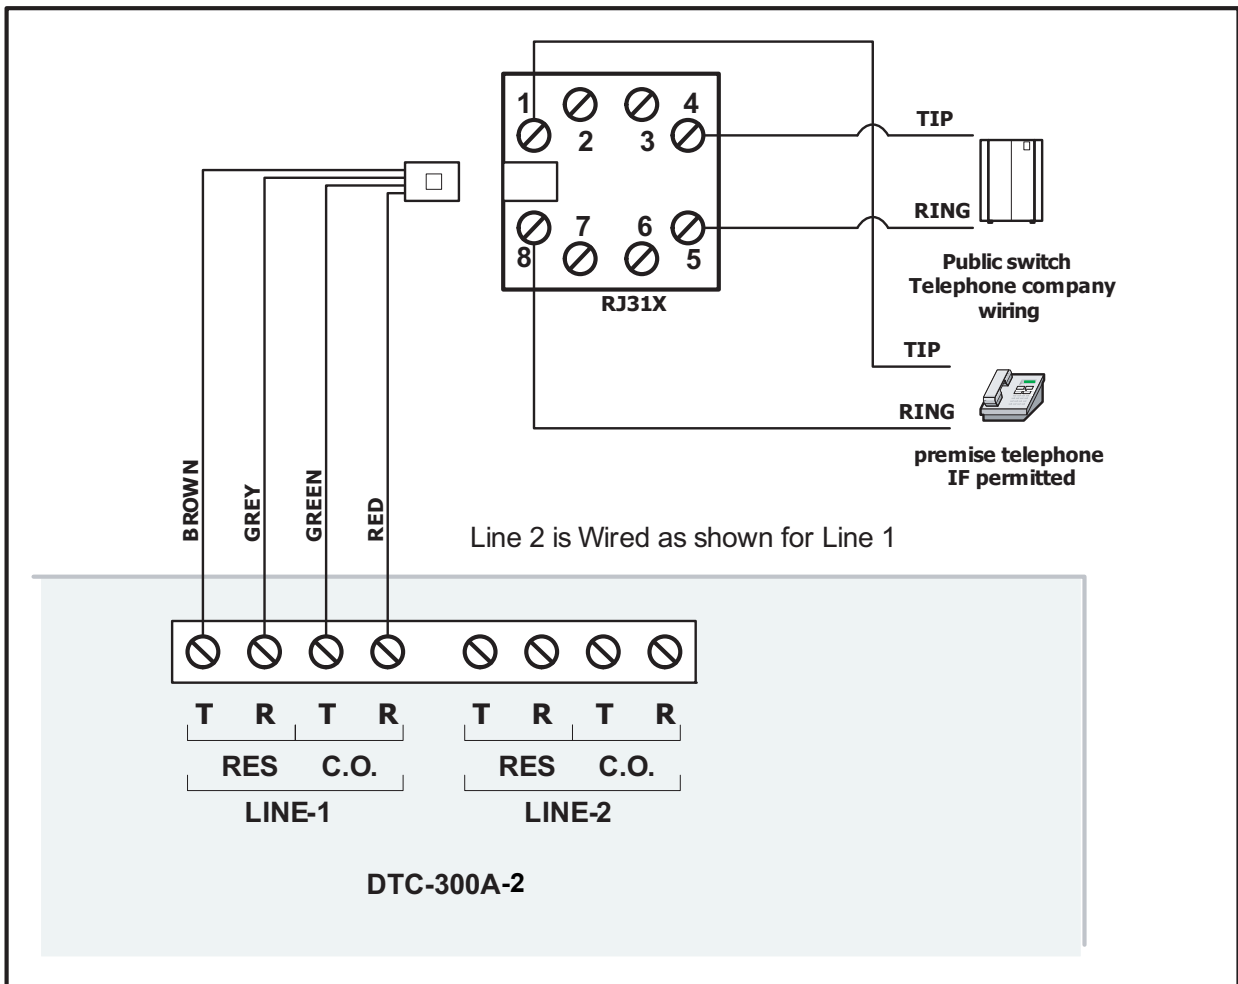 1
2
3
4
TIP
RING
8
7
6
5
RJ31X
Public switch
Telephone company
wiring
TIP
RING
premise telephone
IF permitted
BROWN
GREY
GREEN
RED
Line 2 is Wired as shown for Line 1
T R T R T R T R
RES C.O. RES C.O.
LINE-1 LINE-2
DTC-300A-2